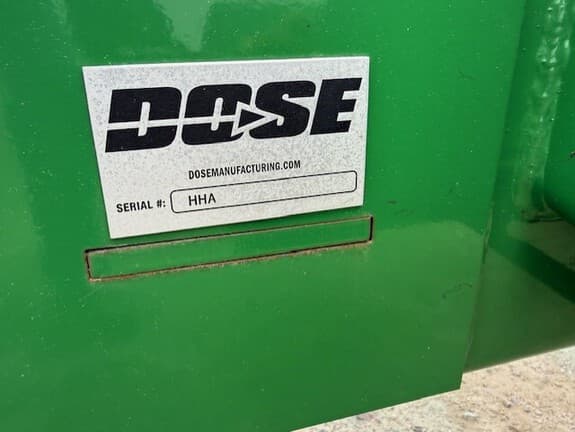 DOSE
DOSEMANUFACTURING.COM
SERIAL #: HHA